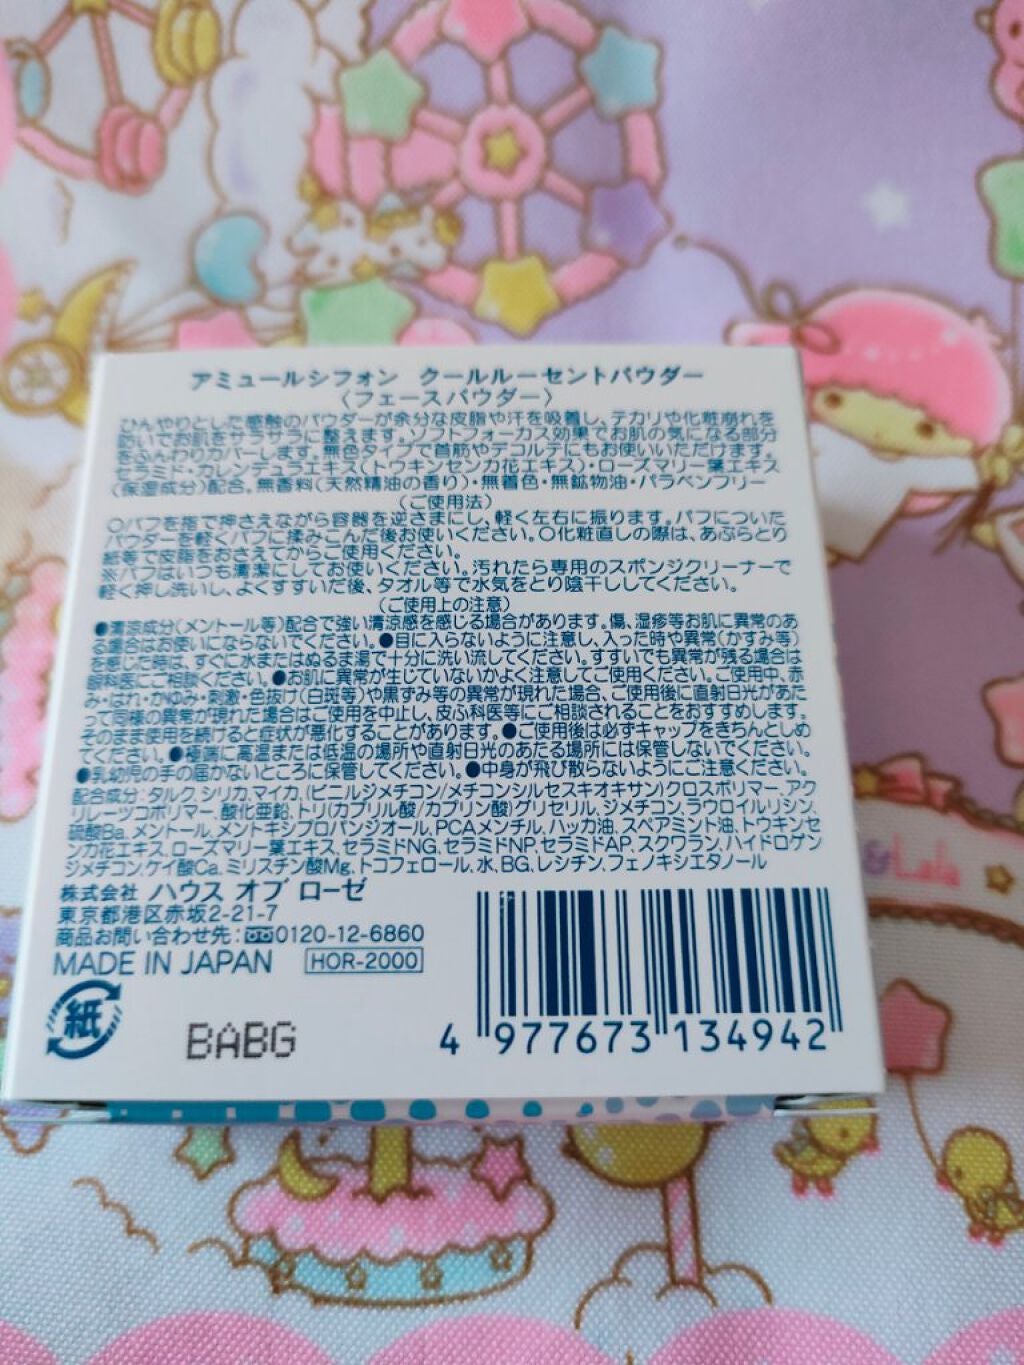 アミュールシフォン クールルーセントパウダー
〈フェースパウダー〉
ひんやりとした感触のパウダーが余分な皮脂や汗を吸着し、テカリや化粧崩れを
防いでお肌をサラサラに整えます。ソフトフォーカス効果でお肌の気になる部分
をふんわりカバーします。無色タイプで首筋やデコルテにもお使いいただけます。
セラミド・カレンデュラエキス(トウキンセンカ花エキス)・ローズマリー葉エキス
(保湿成分)配合。無香料(天然精油の香り)・無着色・無鉱物油・パラベンフリー
〈ご使用法〉
○パフを指で押さえながら容器を逆さまにし、軽く左右に振ります。パフについた
パウダーを軽くパフに揉みこんだ後お使いください。○化粧直しの際は、あぶらとり
紙等で皮脂をおさえてからご使用ください。
※パフはいつも清潔にしてお使いください。汚れたら専用のスポンジクリーナーで
軽く押し洗いし、よくすすいだ後、タオル等で水気をとり陰干ししてください。
〈ご使用上の注意〉
●清涼成分(メントール等)配合で強い清涼感を感じる場合があります。傷、湿疹等お肌に異常のあ
る場合はお使いにならないでください。●目に入らないように注意し、入った時や異常(かすみ等)
を感じた時は、すぐに水またはぬるま湯で十分に洗い流してください。すすいでも異常が残る場合は
眼科医にご相談ください。●お肌に異常が生じていないかよく注意してご使用ください。ご使用中、赤
み・はれ・かゆみ・刺激・色抜け(白斑等)や黒ずみ等の異常が現れた場合、ご使用後に直射日光があた
って同様の異常が現れた場合はご使用を中止し、皮ふ科医等にご相談されることをおすすめします。
そのまま使用を続けると症状が悪化することがあります。●ご使用後は必ずキャップをきちんとしめ
てください。●極端に高温または低温の場所や直射日光のあたる場所には保管しないでください。
●乳幼児の手の届かないところに保管してください。●中身が飛び散らないようにご注意ください。
配合成分:タルク、シリカ、マイカ、(ビニルジメチコン/メチコンシルセスキオキサン)クロスポリマー、アク
リレーツコポリマー、酸化亜鉛、トリ(カプリル酸/カプリン酸)グリセリル、ジメチコン、ラウロイルリシン、
硫酸Ba、メントール、メントキシプロパンジオール、PCAメンチル、ハッカ油、スペアミント油、トウキンセ
ンカ花エキス、ローズマリー葉エキス、セラミドNG、セラミドNP、セラミドAP、スクワラン、ハイドロゲン
ジメチコン、ケイ酸Ca、ミリスチン酸Mg、トコフェロール、水、BG、レシチン、フェノキシエタノール
株式会社 ハウス オブ ローゼ
東京都港区赤坂2-21-7
商品お問い合わせ先:0120-12-6860
MADE IN JAPAN HOR-2000
紙
BABG
4 977673 134942
&Lala